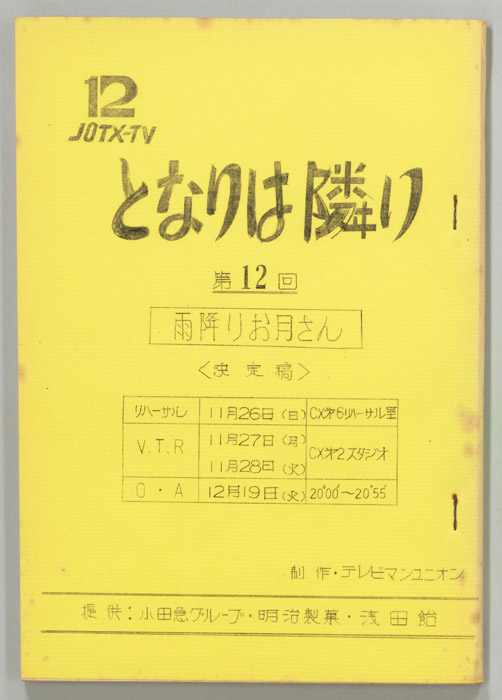 12
JOTX-TV
となりは隣り
第12回
雨降りお月さん
〈決定稿〉
リハーサル 11月26日(日) CX才6リハーサル室
V.T.R 11月27日(月) CX才2スタジオ
11月28日(火)
O・A 12月19日(火) 20°00′〜20°55′
制作・テレビマンユニオン
提供:小田急グループ・明治製菓・浅田飴